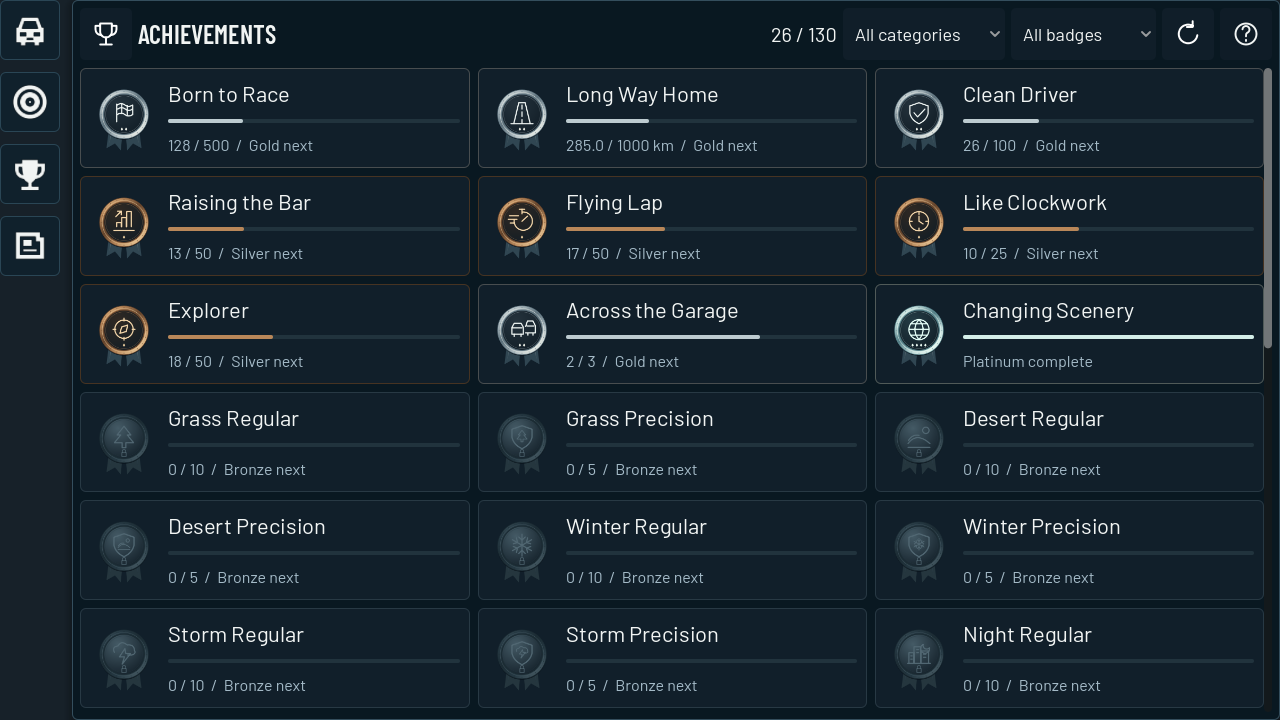 ACHIEVEMENTS
26 / 130
All categories
All badges
Born to Race
128 / 500 / Gold next
Long Way Home
285.0 / 1000 km / Gold next
Clean Driver
26 / 100 / Gold next
Raising the Bar
13 / 50 / Silver next
Flying Lap
17 / 50 / Silver next
Like Clockwork
10 / 25 / Silver next
Explorer
18 / 50 / Silver next
Across the Garage
2 / 3 / Gold next
Changing Scenery
Platinum complete
Grass Regular
0 / 10 / Bronze next
Grass Precision
0 / 5 / Bronze next
Desert Regular
0 / 10 / Bronze next
Desert Precision
0 / 5 / Bronze next
Winter Regular
0 / 10 / Bronze next
Winter Precision
0 / 5 / Bronze next
Storm Regular
0 / 10 / Bronze next
Storm Precision
0 / 5 / Bronze next
Night Regular
0 / 10 / Bronze next